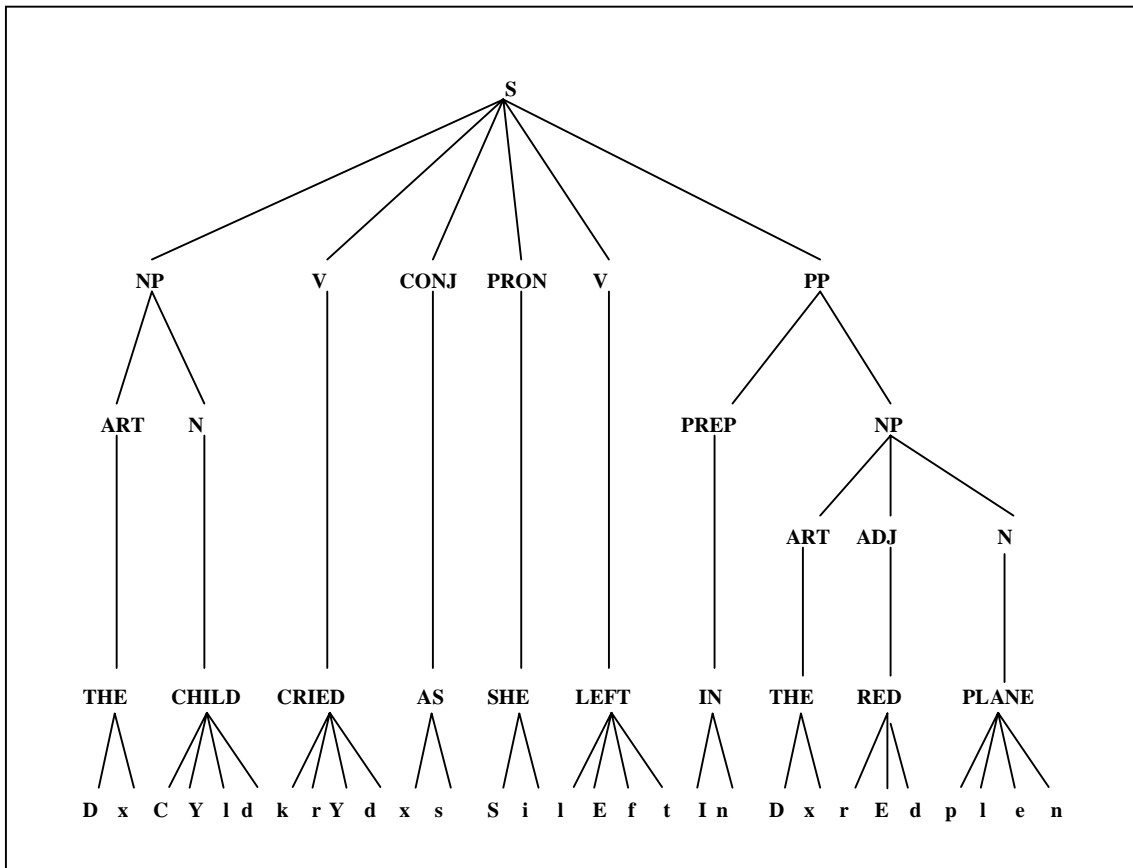 S
NP V CONJ PRON V PP
ART N PREP NP
ART ADJ N
THE CHILD CRIED AS SHE LEFT IN THE RED PLANE
D x C Y l d k r Y d x s S i l E f t I n D x r E d p l e n